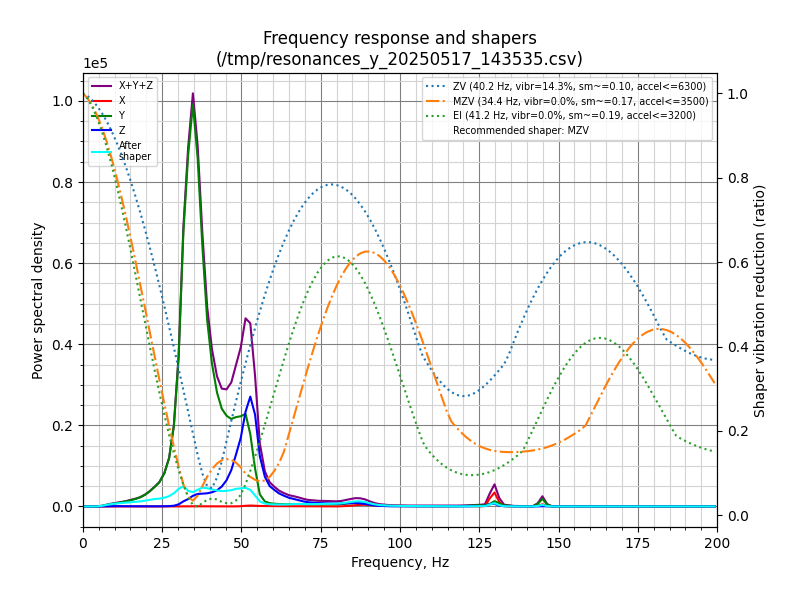 Frequency response and shapers
(/tmp/resonances_y_20250517_143535.csv)
1e5
X+Y+Z
X
Y
Z
After
shaper
ZV (40.2 Hz, vibr=14.3%, sm~=0.10, accel<=6300)
MZV (34.4 Hz, vibr=0.0%, sm~=0.17, accel<=3500)
EI (41.2 Hz, vibr=0.0%, sm~=0.19, accel<=3200)
Recommended shaper: MZV
Power spectral density
1.0
0.8
0.6
0.4
0.2
0.0
1.0
0.8
0.6
0.4
0.2
0.0
Shaper vibration reduction (ratio)
0 25 50 75 100 125 150 175 200
Frequency, Hz